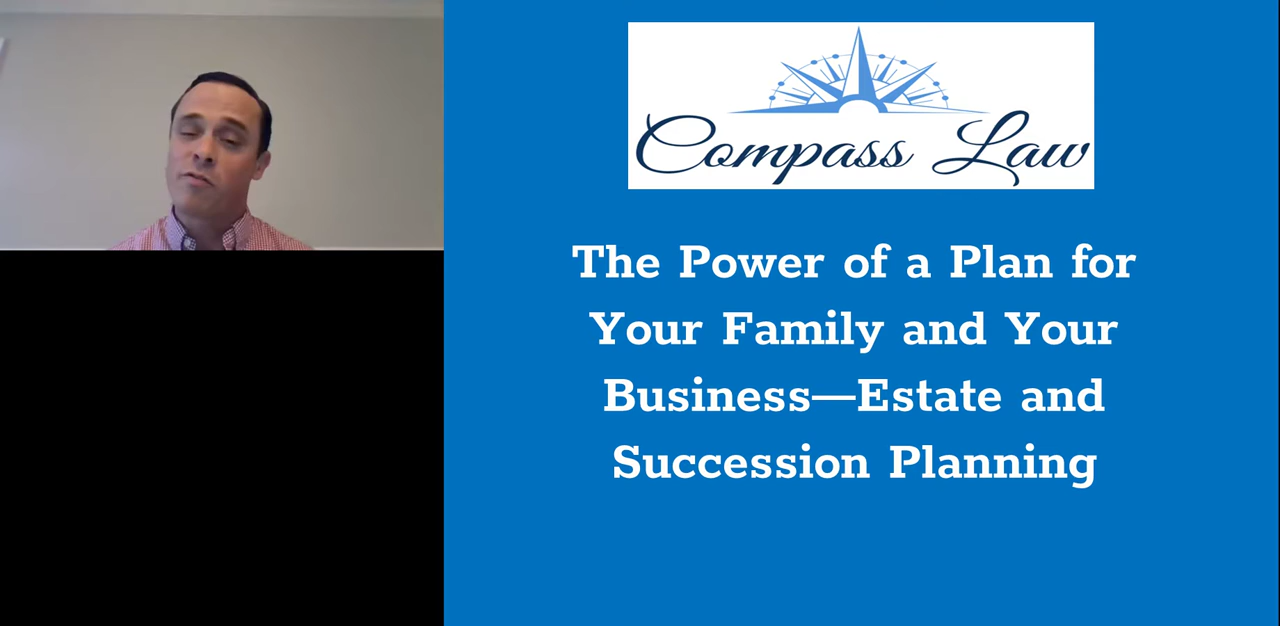 Compass Law
The Power of a Plan for
Your Family and Your
Business—Estate and
Succession Planning